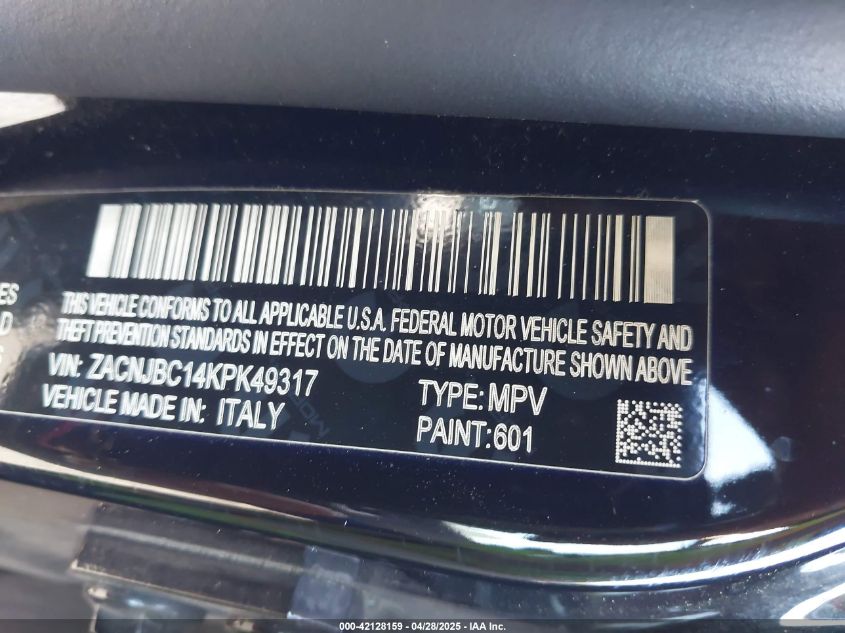 ES
D
S
THIS VEHICLE CONFORMS TO ALL APPLICABLE U.S.A. FEDERAL MOTOR VEHICLE SAFETY AND
THEFT PREVENTION STANDARDS IN EFFECT ON THE DATE OF MANUFACTURE SHOWN ABOVE
VIN: ZACNJBC14KPK49317
TYPE: MPV
VEHICLE MADE IN: ITALY
PAINT:601
000-42128159 - 04/28/2025 - IAA Inc.